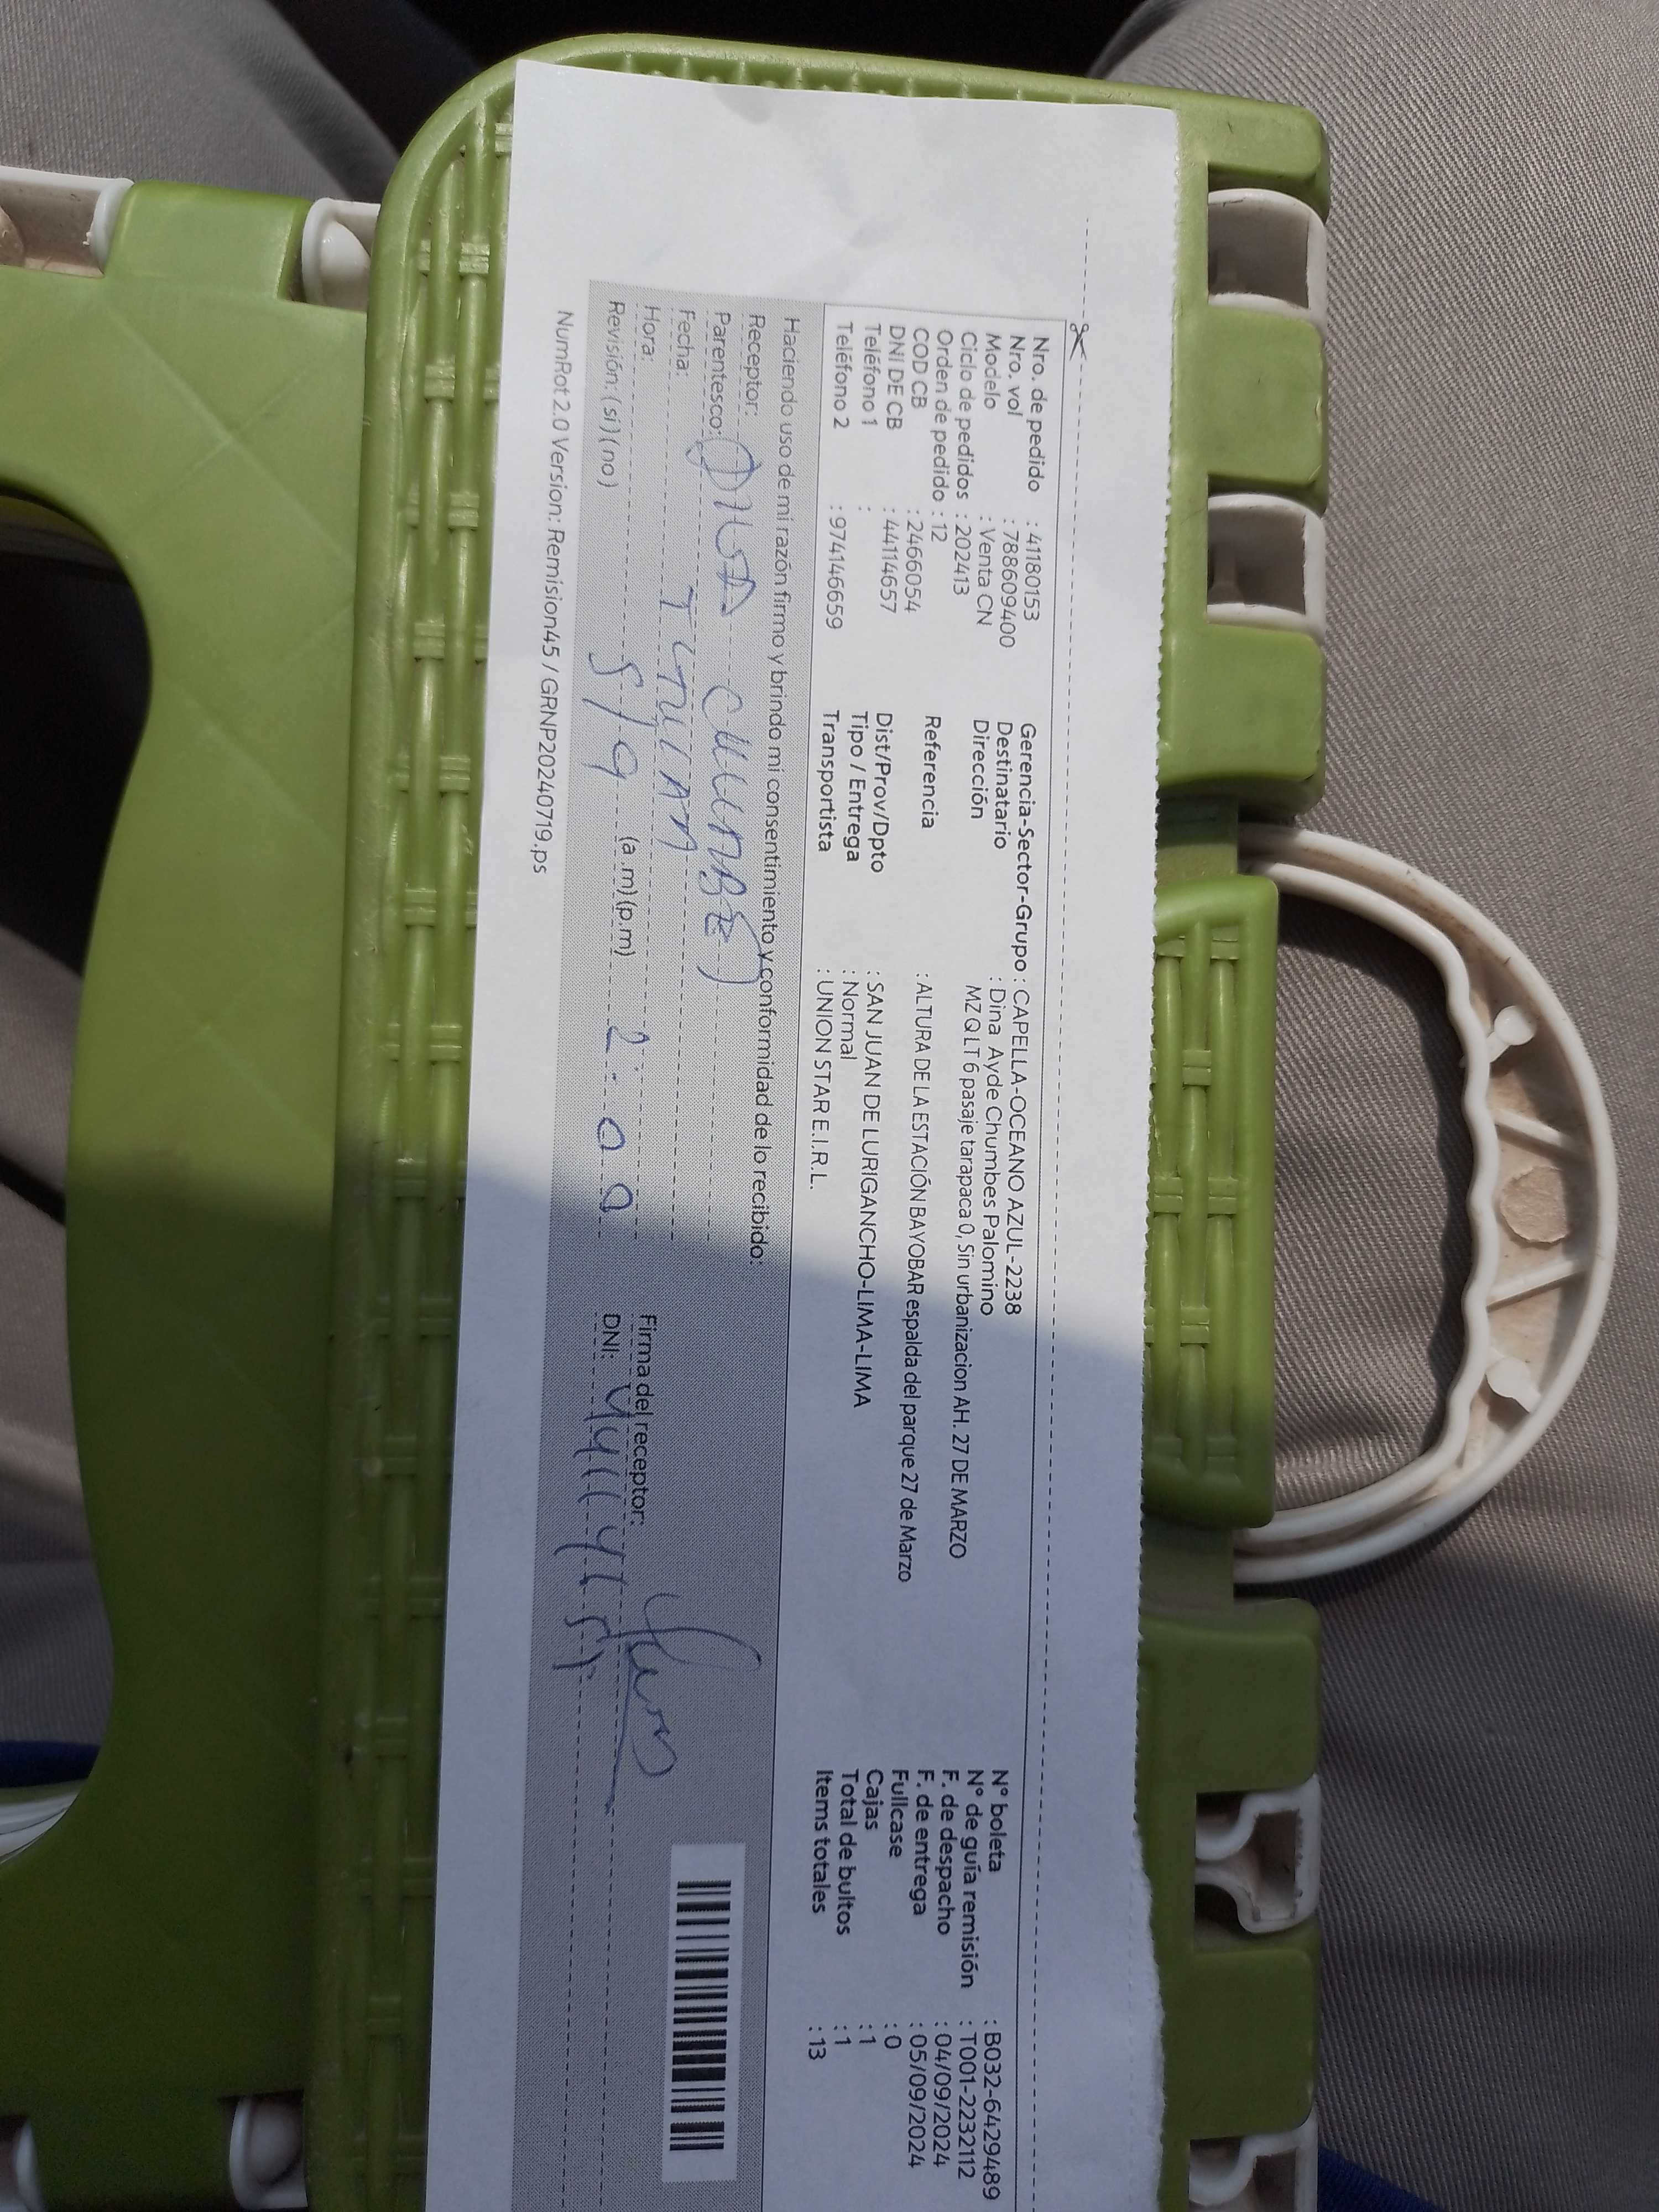 Nro. de pedido : 41180153
Nro. vol : 788609400
Modelo : Venta CN
Ciclo de pedidos : 202413
Orden de pedido : 12
COD CB : 2466054
DNI DE CB : 44114657
Teléfono 1 :
Teléfono 2 : 974146659
Gerencia-Sector-Grupo : CAPELLA-OCEANO AZUL-2238
Destinatario : Dina Ayde Chumbes Palomino
Dirección MZ Q LT 6 pasaje tarapaca 0, Sin urbanizacion AH. 27 DE MARZO
Referencia : ALTURA DE LA ESTACIÓN BAYOBAR espalda del parque 27 de Marzo
Dist/Prov/Dpto : SAN JUAN DE LURIGANCHO-LIMA-LIMA
Tipo / Entrega : Normal
Transportista : UNION STAR E.I.R.L.
N° boleta : B032-6429489
N° de guía remisión : T001-2232112
F. de despacho : 04/09/2024
F. de entrega : 05/09/2024
Fullcase : 0
Cajas : 1
Total de bultos : 1
Items totales : 13
Haciendo uso de mi razón firmo y brindo mi consentimiento y conformidad de lo recibido:
Receptor:
Parentesco:
Fecha: 5/9
Hora: 2:00
Revisión: (si) (no) (a.m) (p.m)
Firma del receptor:
DNI:
NumRot 2.0 Version: Remision45 / GRNP20240719.ps